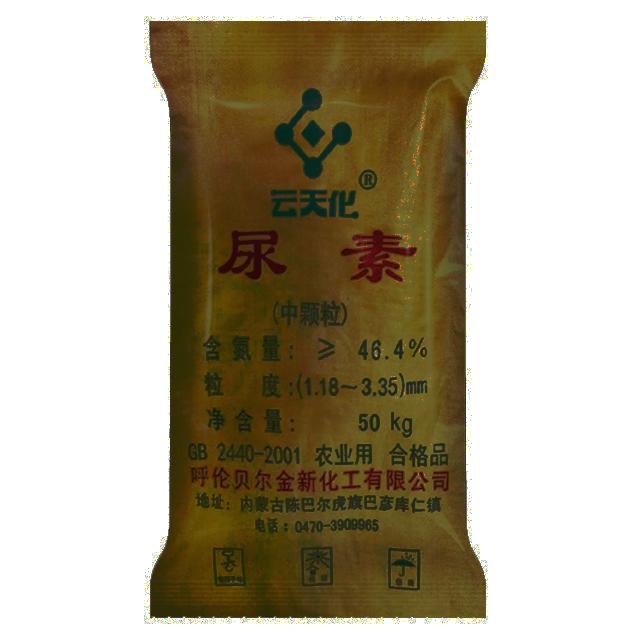 云天化®
尿素
(中颗粒)
含氮量: ≥ 46.4%
粒 度:(1.18~3.35)mm
净含量: 50 kg
GB 2440-2001 农业用 合格品
呼伦贝尔金新化工有限公司
地址: 内蒙古陈巴尔虎旗巴彦库仁镇
电话: 0470-3909965